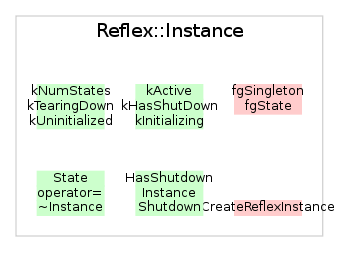 Reflex::Instance
kNumStates
kTearingDown
kUninitialized
kActive
kHasShutDown
kInitializing
fgSingleton
fgState
State
operator=
~Instance
HasShutdown
Instance
Shutdown
CreateReflexInstance